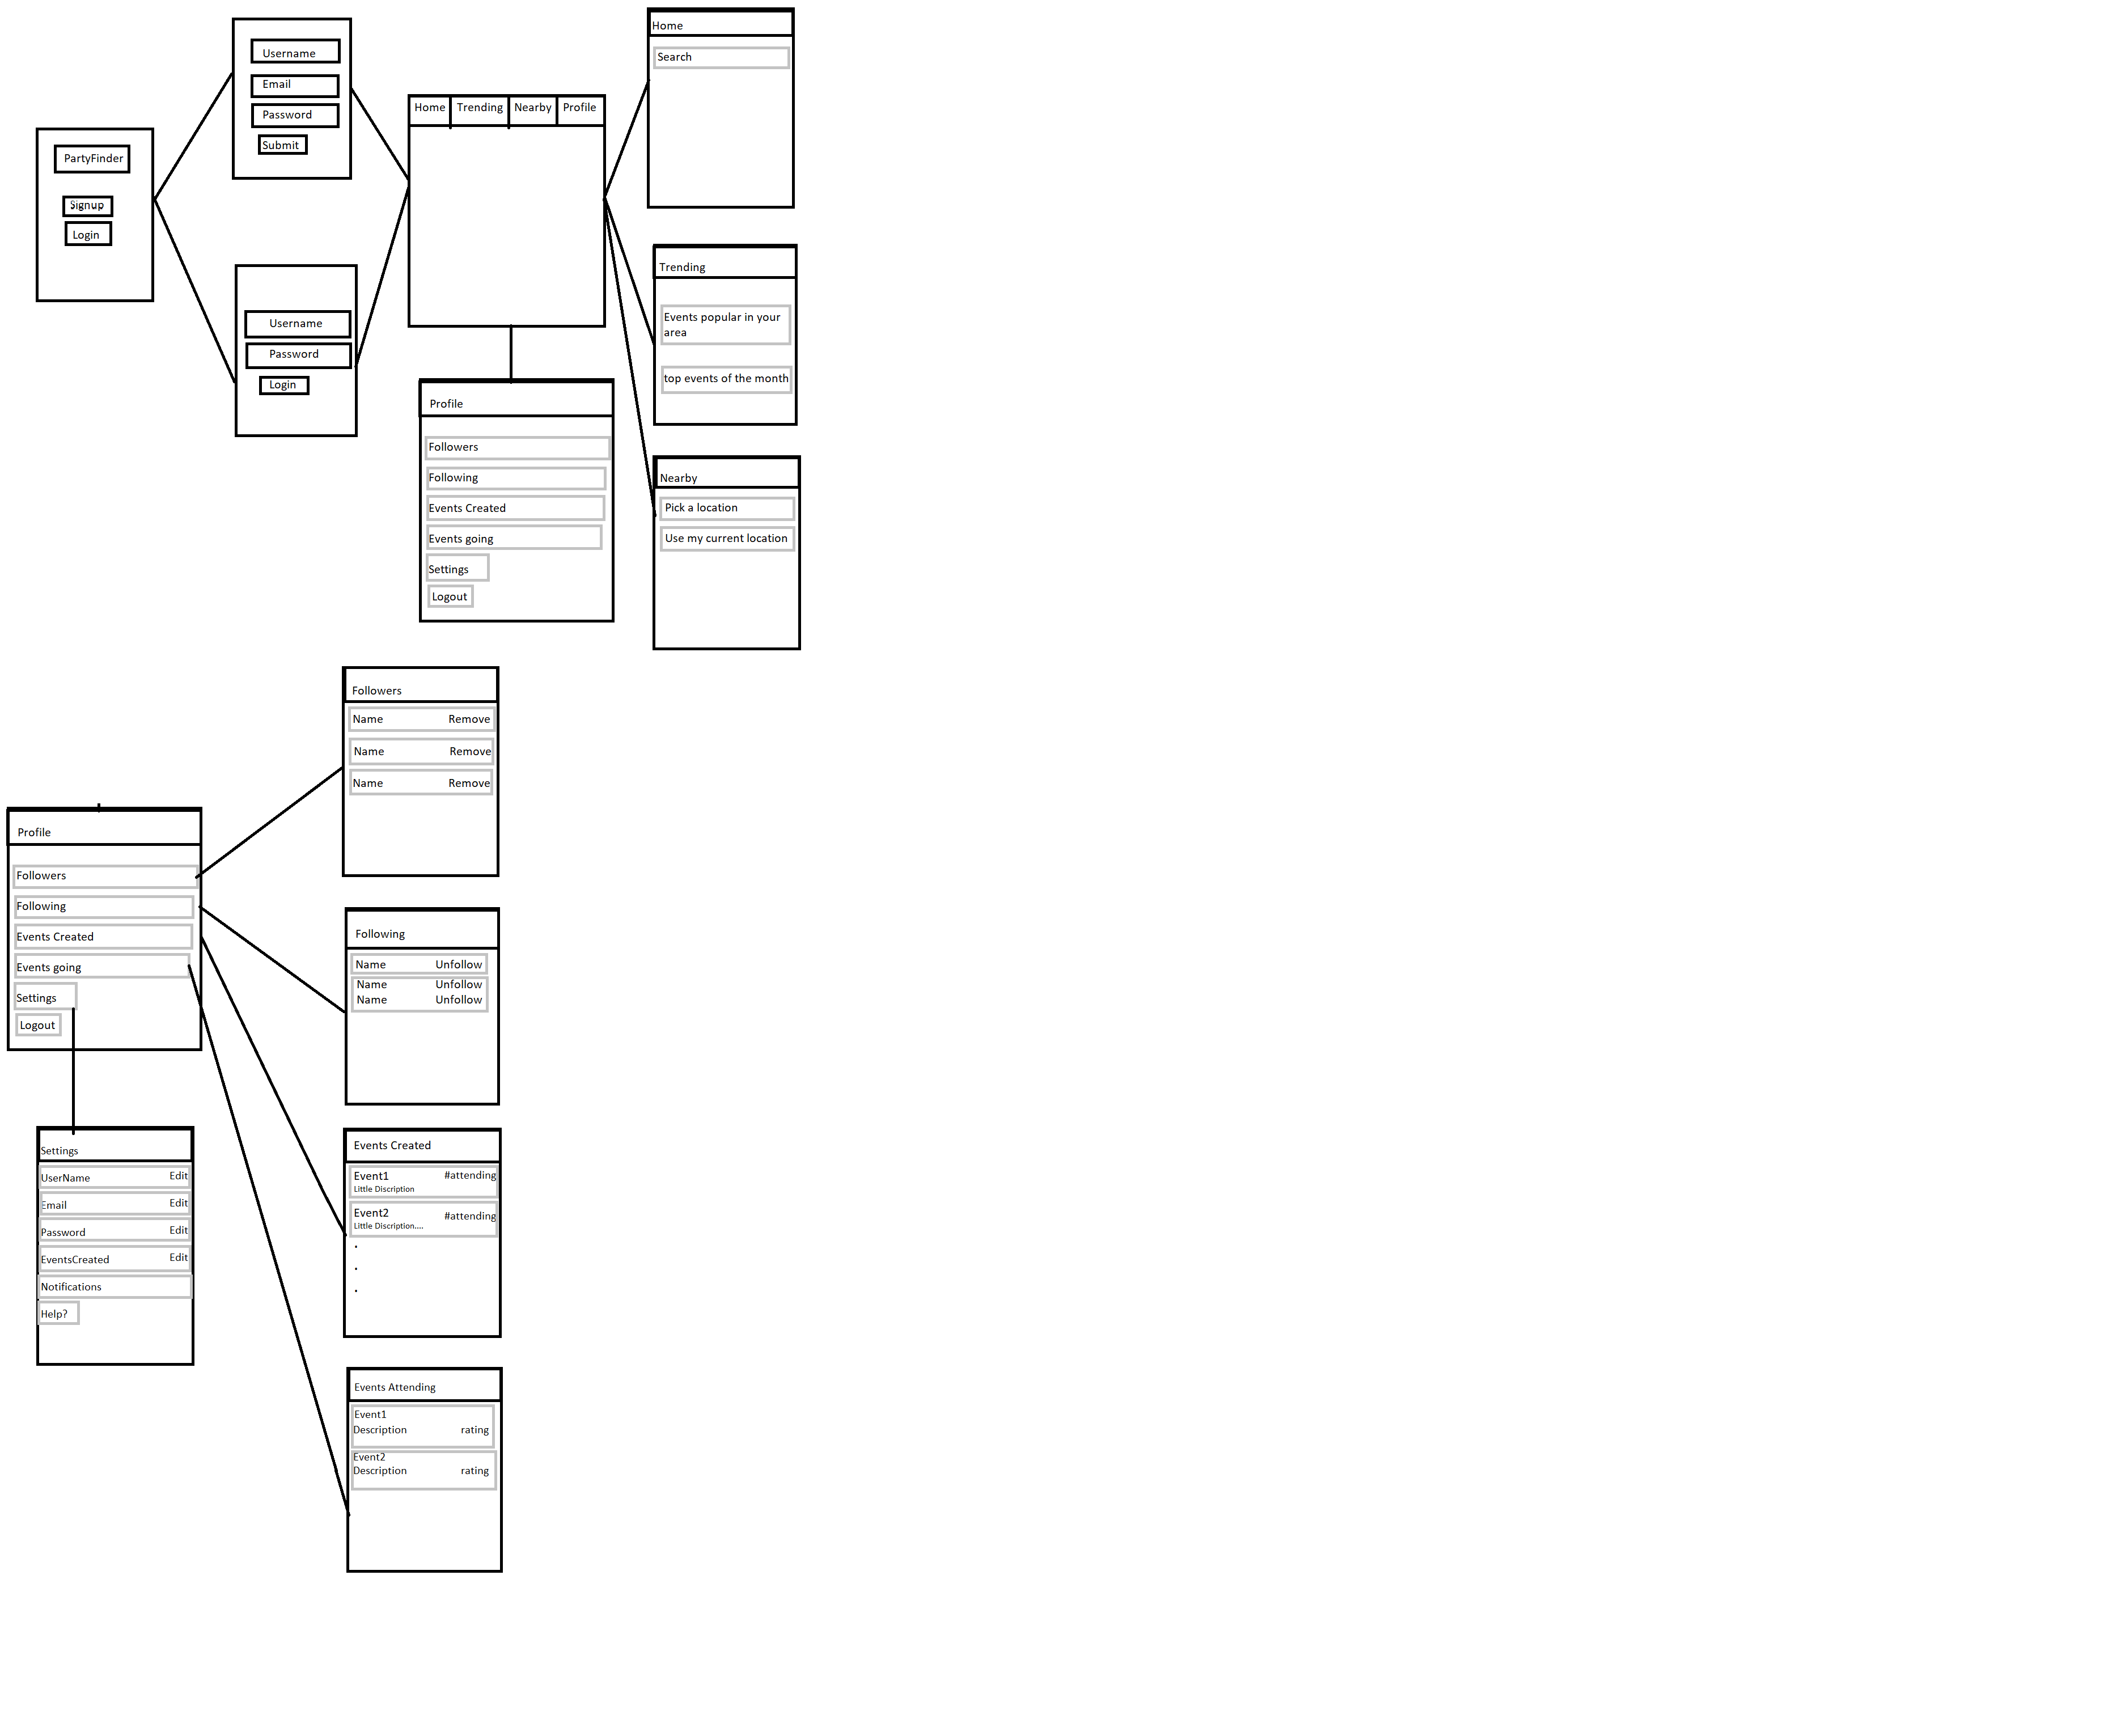 PartyFinder
Signup
Login
Username
Email
Password
Submit
Username
Password
Login
Home Trending Nearby Profile
Home
Search
Trending
Events popular in your
area
top events of the month
Nearby
Pick a location
Use my current location
Profile
Followers
Following
Events Created
Events going
Settings
Logout
Profile
Followers
Following
Events Created
Events going
Settings
Logout
Followers
Name Remove
Name Remove
Name Remove
Following
Name Unfollow
Name Unfollow
Name Unfollow
Events Created
Event1 #attending
Little Discription
Event2 #attending
Little Discription....
.
.
.
Settings
UserName Edit
Email Edit
Password Edit
EventsCreated Edit
Notifications
Help?
Events Attending
Event1
Description rating
Event2
Description rating